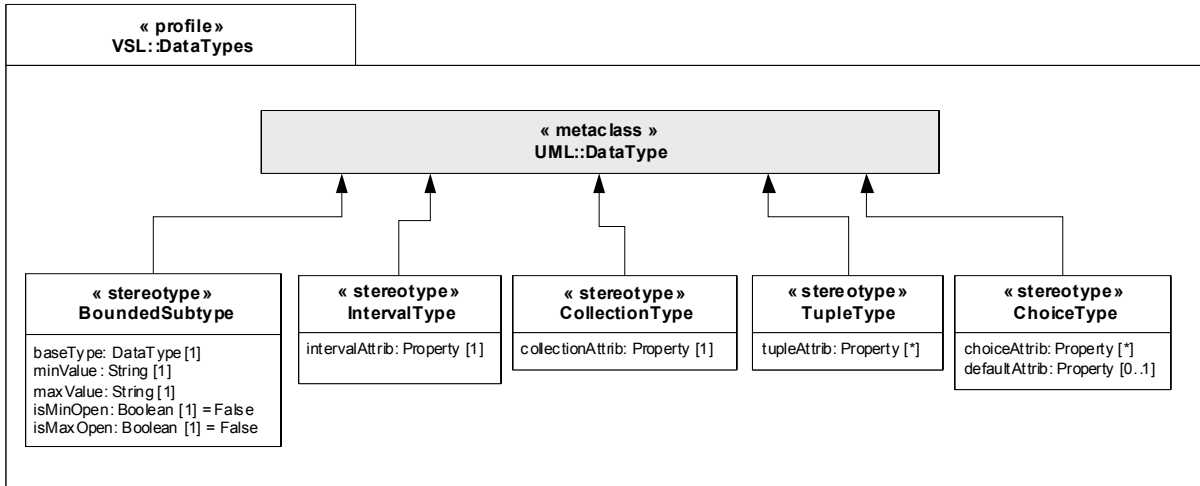 « profile»
VSL::DataTypes
« metaclass »
UML::DataType
« stereotype»
BoundedSubtype
baseType: DataType [1]
minValue: String [1]
maxValue: String [1]
isMinOpen: Boolean [1] = False
isMaxOpen: Boolean [1] = False
« stereotype»
IntervalType
intervalAttrib: Property [1]
« stereotype»
CollectionType
collectionAttrib: Property [1]
« stereotype»
TupleType
tupleAttrib: Property [*]
« stereotype»
ChoiceType
choiceAttrib: Property [*]
defaultAttrib: Property [0..1]